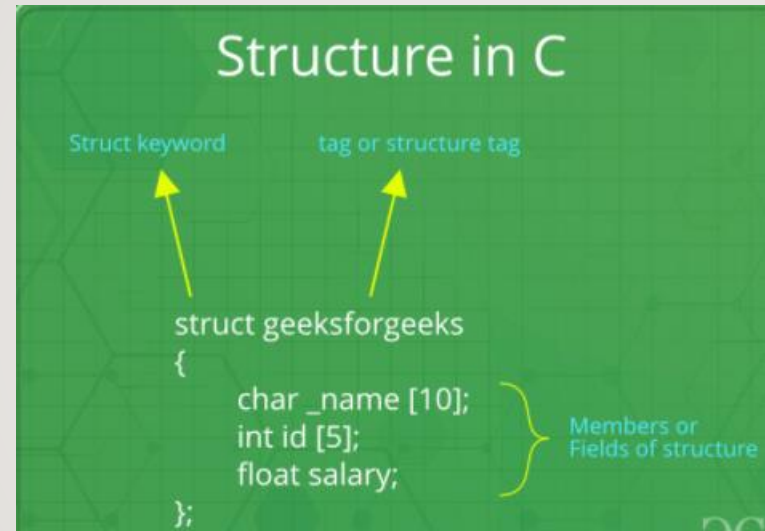 Structure in C
Struct keyword tag or structure tag
struct geeksforgeeks
{
char _name [10];
int id [5];
float salary;
Members or
Fields of structure
};